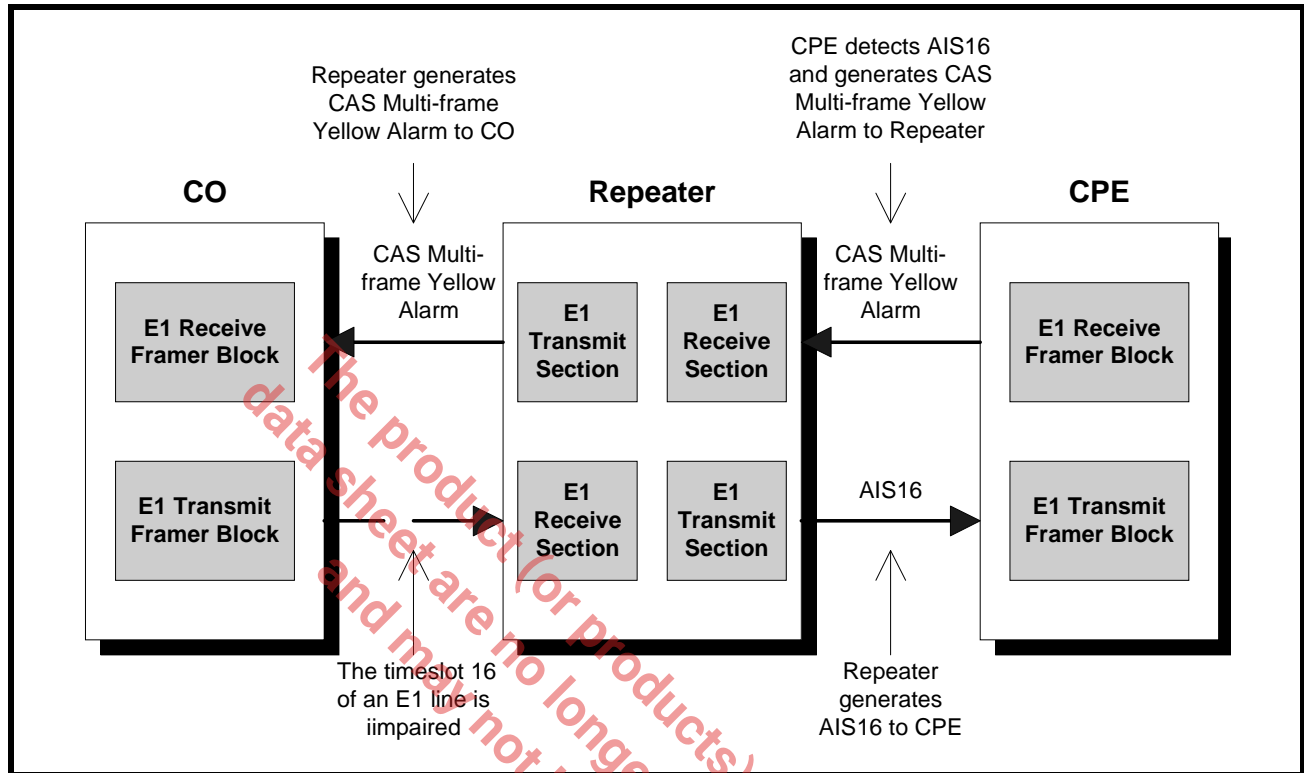 Repeater generates
CAS Multi-frame
Yellow Alarm to CO
CPE detects AIS16
and generates CAS
Multi-frame Yellow
Alarm to Repeater
CO
Repeater
CPE
CAS Multi-
frame Yellow
Alarm
CAS Multi-
frame Yellow
Alarm
E1 Receive
Framer Block
E1
Transmit
Section
E1
Receive
Section
E1 Receive
Framer Block
E1 Transmit
Framer Block
E1
Receive
Section
E1
Transmit
Section
AIS16
E1 Transmit
Framer Block
The timeslot 16
of an E1 line is
iimpaired
Repeater
generates
AIS16 to CPE
The product (or products)
data sheet are no longe
and may not